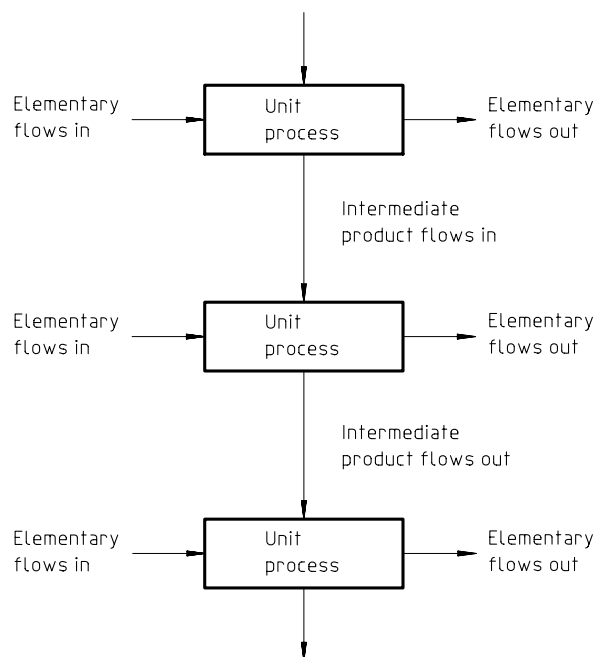 Elementary
flows in
Unit
process
Elementary
flows out
Intermediate
product flows in
Elementary
flows in
Unit
process
Elementary
flows out
Intermediate
product flows out
Elementary
flows in
Unit
process
Elementary
flows out